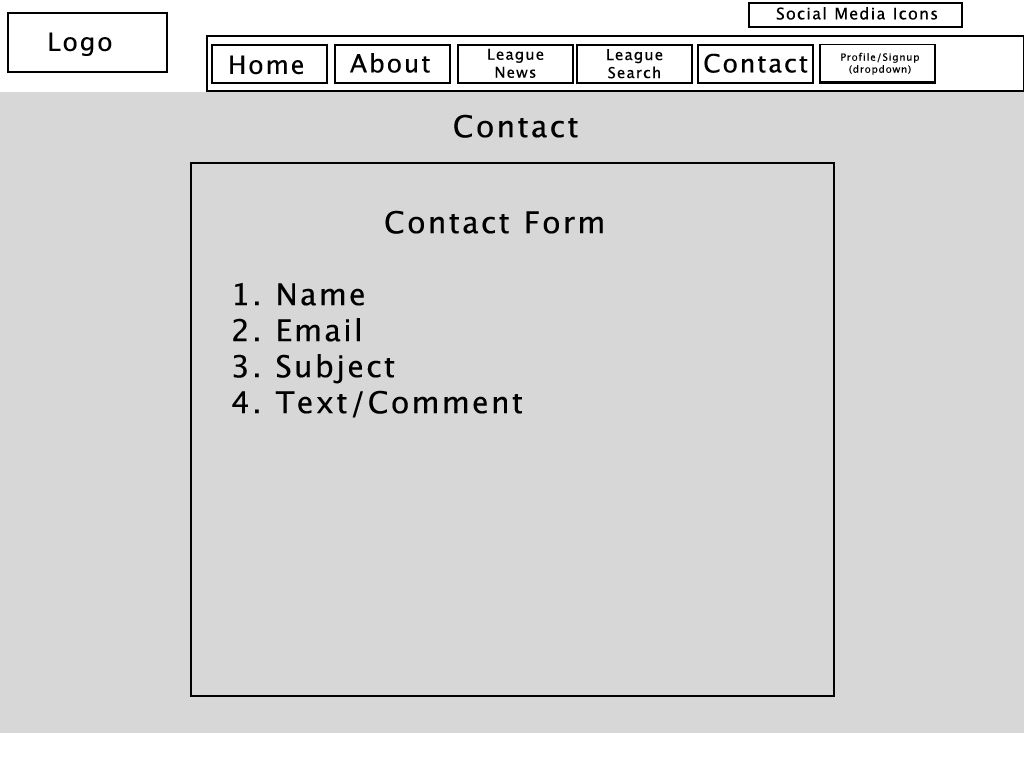 Social Media Icons
Logo
Home
About
League
News
League
Search
Contact
Profile/Signup
(dropdown)
Contact
Contact Form
1. Name
2. Email
3. Subject
4. Text/Comment